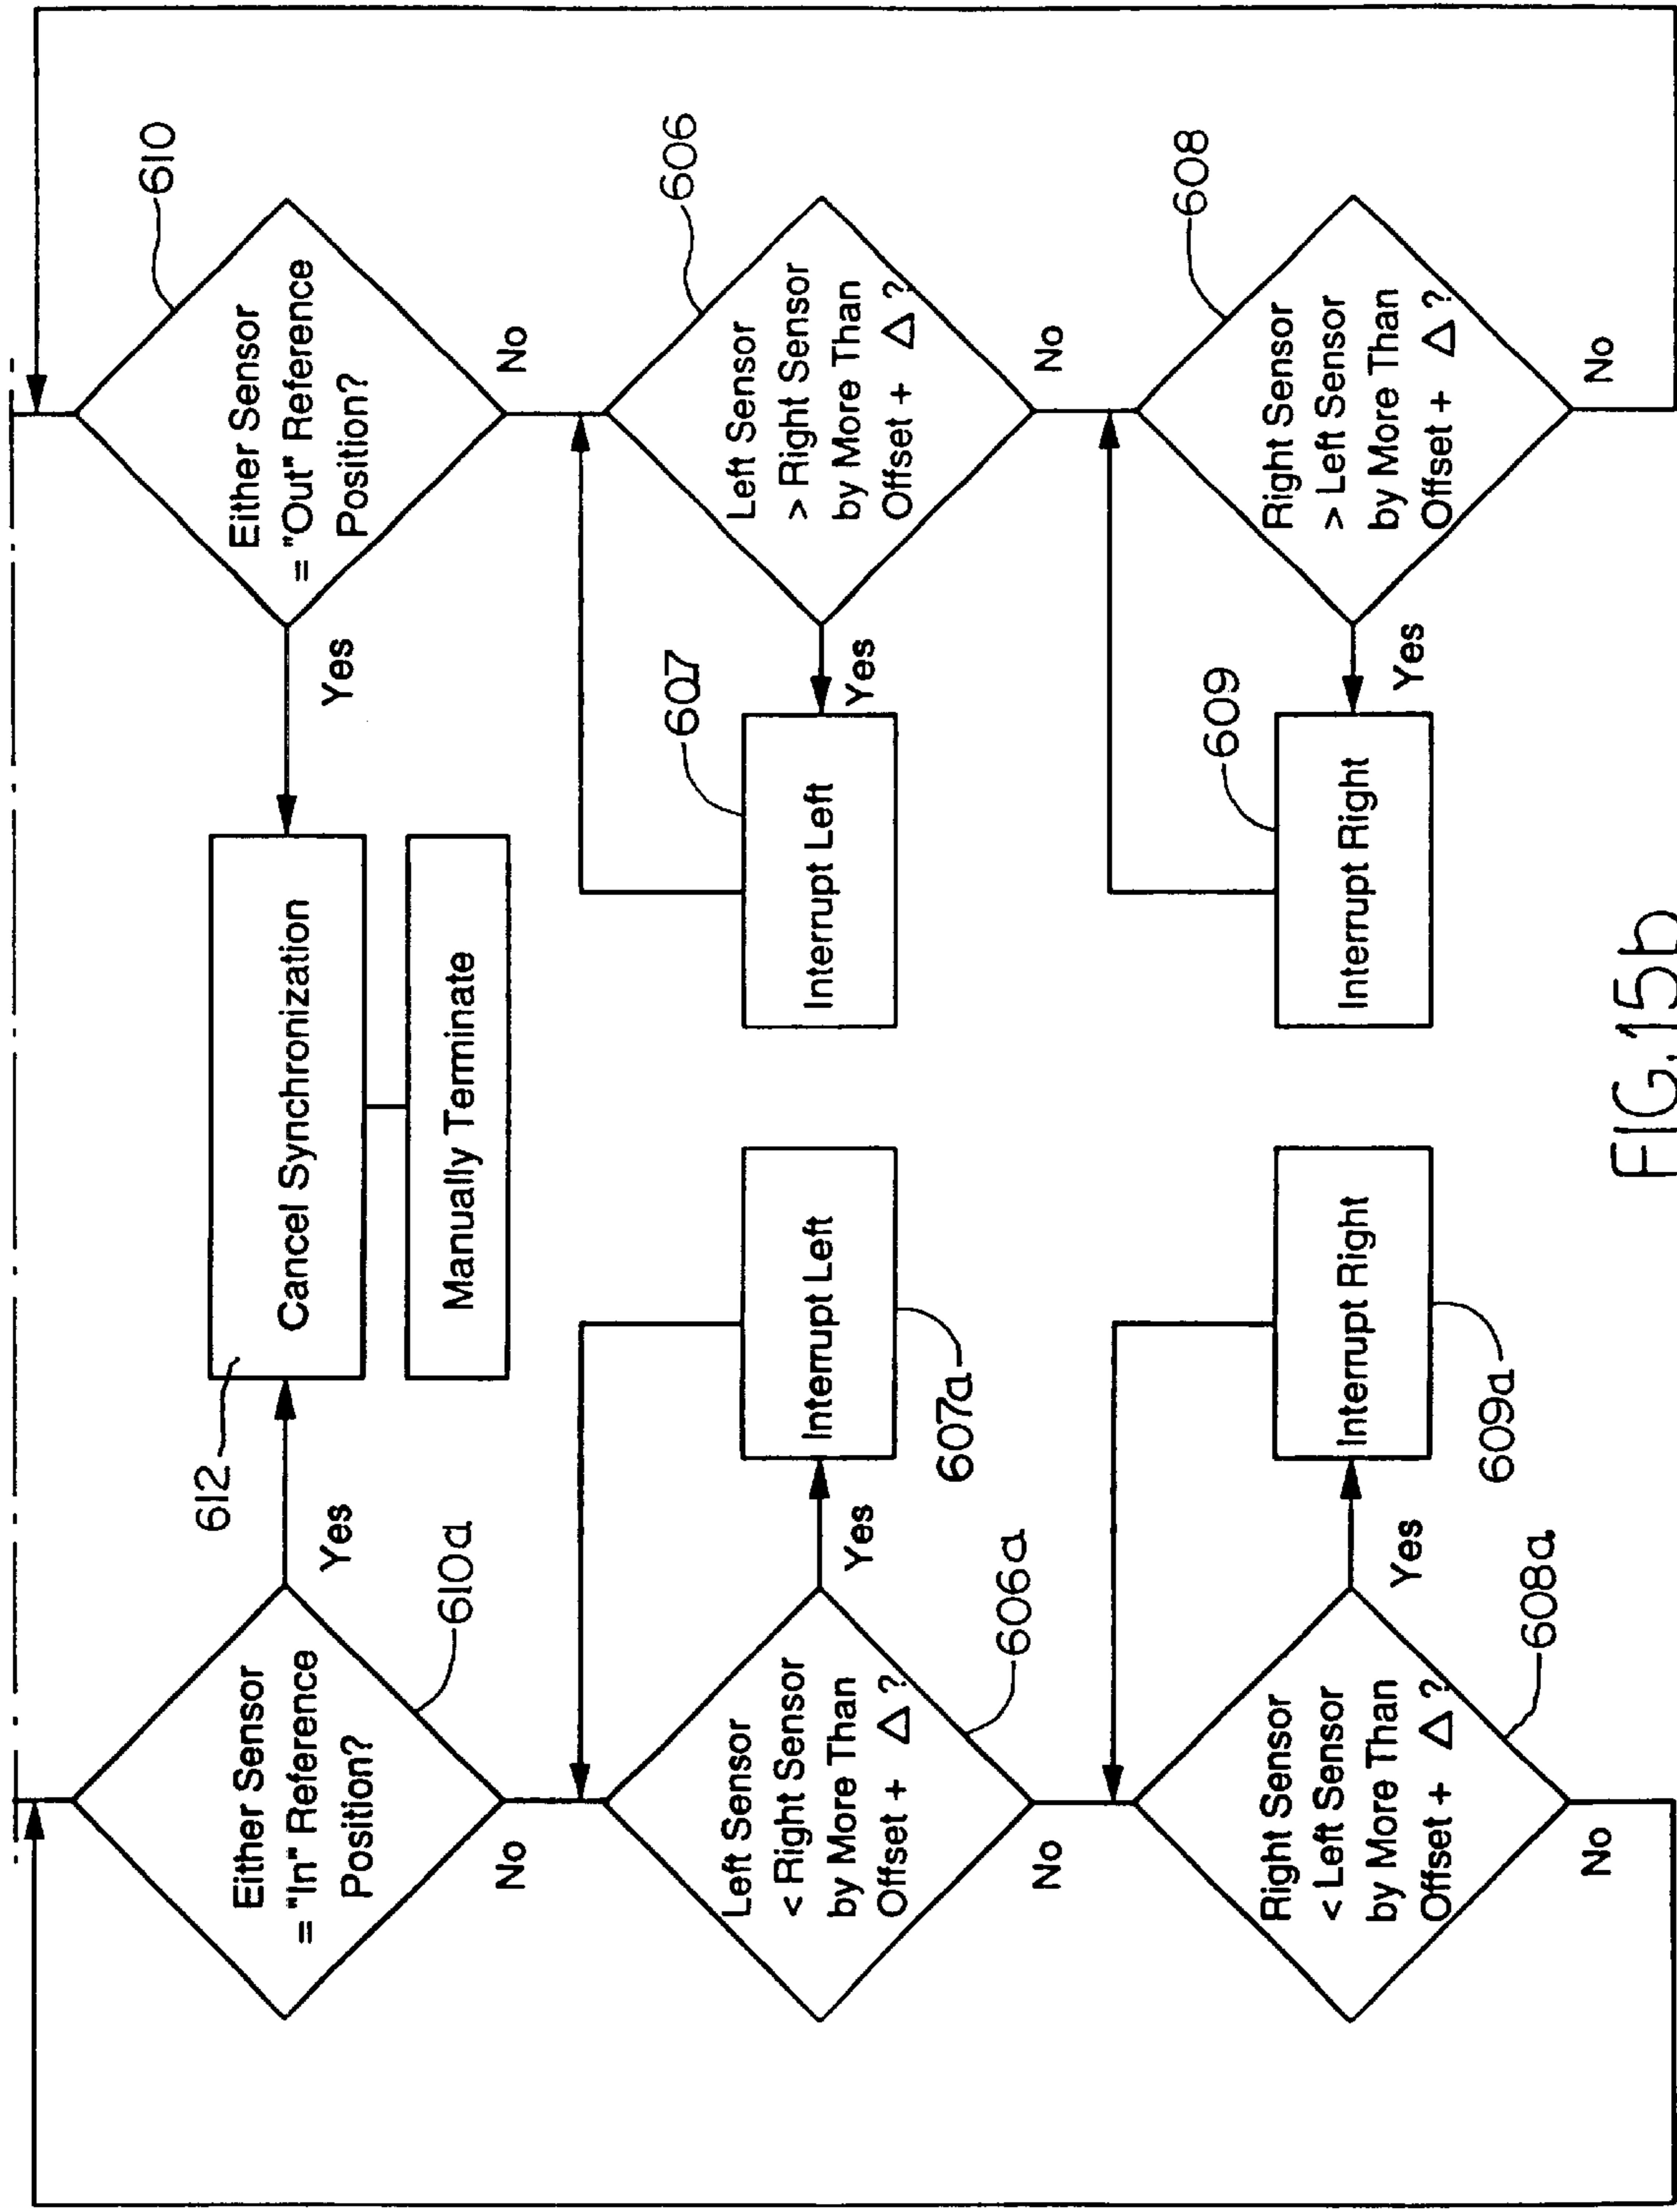 Either Sensor
= "In" Reference
Position?
610a
Yes
No
612
Cancel Synchronization
Manually Terminate
Either Sensor
= "Out" Reference
Position?
610
Yes
No
Left Sensor
< Right Sensor
by More Than
Offset + Δ ?
606a
Yes
No
Interrupt Left
607a
Interrupt Left
607
Left Sensor
> Right Sensor
by More Than
Offset + Δ ?
606
Yes
No
Right Sensor
< Left Sensor
by More Than
Offset + Δ ?
608a
Yes
No
Interrupt Right
609a
Interrupt Right
609
Right Sensor
> Left Sensor
by More Than
Offset + Δ ?
608
Yes
No
FIG. 15b